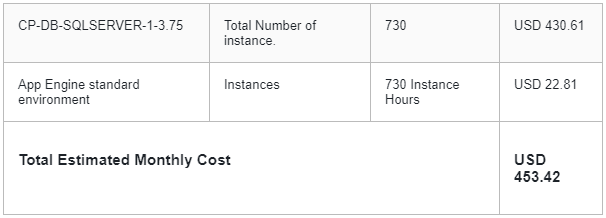 CP-DB-SQLSERVER-1-3.75
Total Number of
instance.
730
USD 430.61
App Engine standard
environment
Instances
730 Instance
Hours
USD 22.81
Total Estimated Monthly Cost
USD
453.42